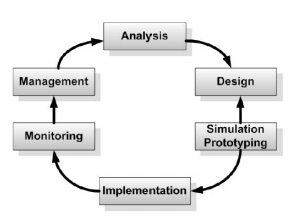 Analysis
Management
Design
Monitoring
Simulation
Prototyping
Implementation